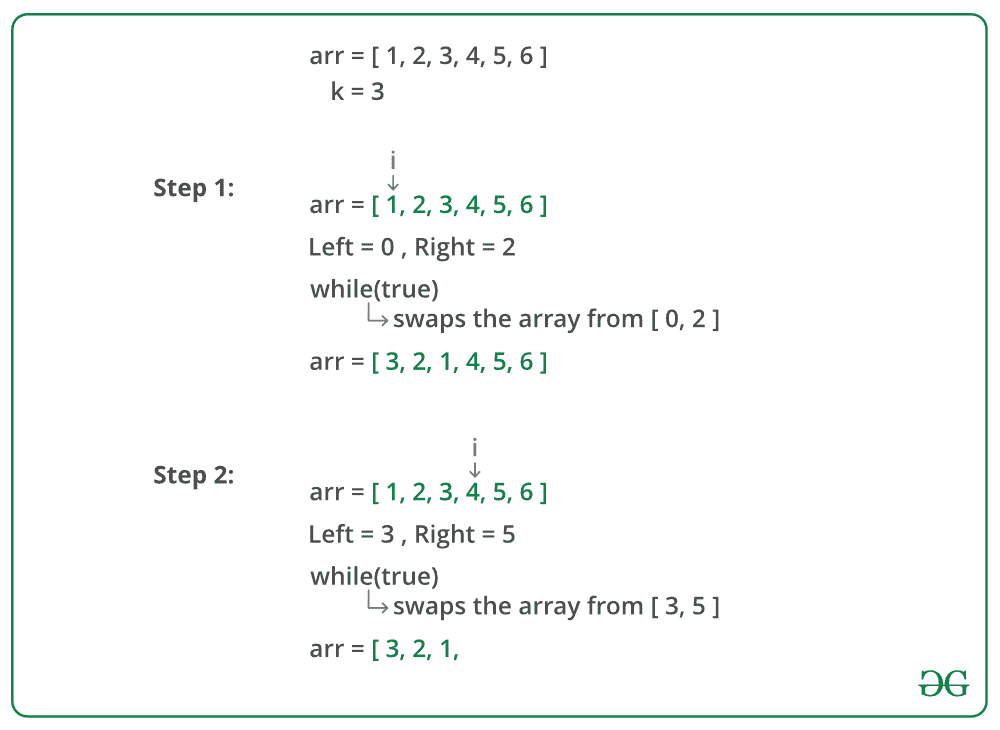 arr = [ 1, 2, 3, 4, 5, 6 ]
k = 3
i
Step 1:
arr = [ 1, 2, 3, 4, 5, 6 ]
Left = 0 , Right = 2
while(true)
swaps the array from [ 0, 2 ]
arr = [ 3, 2, 1, 4, 5, 6 ]
i
Step 2:
arr = [ 1, 2, 3, 4, 5, 6 ]
Left = 3 , Right = 5
while(true)
swaps the array from [ 3, 5 ]
arr = [ 3, 2, 1,